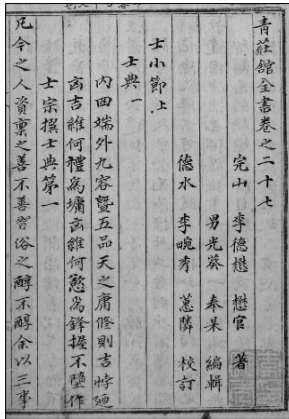 青莊館全書卷之二十七
完山 李德懋 懋官 著
男光葵 奉杲 編輯
德水 李畹秀 蕙隣 校訂
士小節上
士典一
內四端外九容曁五品天之庸修則吉悖廼
凶吉維何禮爲墉凶維何慾爲鋒握不墮作
士宗撰士典第一
凡今之人資稟之善不善習俗之醇不醇余以三事